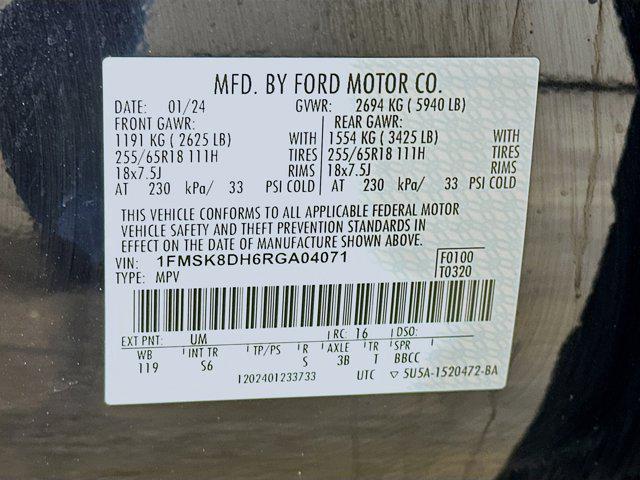 MFD. BY FORD MOTOR CO.
DATE: 01/24 GVWR: 2694 KG ( 5940 LB)
FRONT GAWR: REAR GAWR:
1191 KG ( 2625 LB) WITH 1554 KG ( 3425 LB) WITH
255/65R18 111H TIRES 255/65R18 111H TIRES
18x7.5J RIMS 18x7.5J RIMS
AT 230 kPa/ 33 PSI COLD AT 230 kPa/ 33 PSI COLD
THIS VEHICLE CONFORMS TO ALL APPLICABLE FEDERAL MOTOR
VEHICLE SAFETY AND THEFT PREVENTION STANDARDS IN
EFFECT ON THE DATE OF MANUFACTURE SHOWN ABOVE.
VIN: 1FMSK8DH6RGA04071 F0100
TYPE: MPV T0320
EXT PNT: UM RC: 16 DSO:
WB INT TR TP/PS R AXLE TR SPR
119 S6 S 3B T BBCC
1202401233733 UTC ▽ 5U5A-1520472-BA